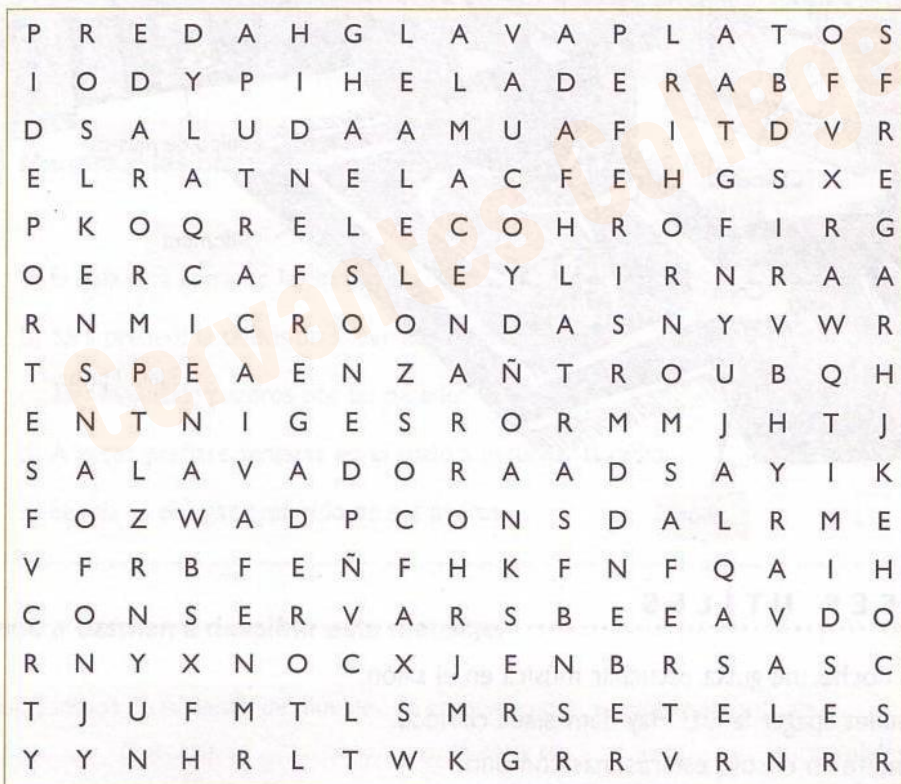 P R E D A H G L A V A P L A T O S
I O D Y P I H E L A D E R A B F F
D S A L U D A A M U A F I T D V R
E L R A T N E L A C F E H G S X E
P K O Q R E L E C O H R O F I R G
O E R C A F S L E Y L I R N R A A
R N M I C R O O N D A S N Y V W R
T S P E A E N Z A Ñ T R O U B Q H
E N T N I G E S R O R M M J H T J
S A L A V A D O R A A D S A Y I K
F O Z W A D P C O N S D A L R M E
V F R B F E Ñ F H K F N F Q A I H
C O N S E R V A R S B E E A V D O
R N Y X N O C X J E N B R S A S C
T J L F M T L E M R S E T E L E S
Y Y N H R L T W K G I R I R N R A
Cervantes College